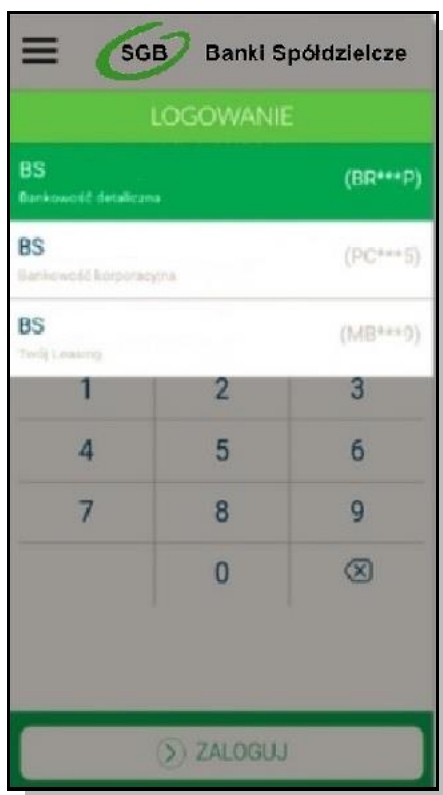 SGB Banki Spółdzielcze
LOGOWANIE
BS (BR***P)
Bankowość detaliczna
BS (PC***5)
Bankowość korporacyjna
BS (MB***9)
Twój Leasing
1 2 3
4 5 6
7 8 9
0
ZALOGUJ